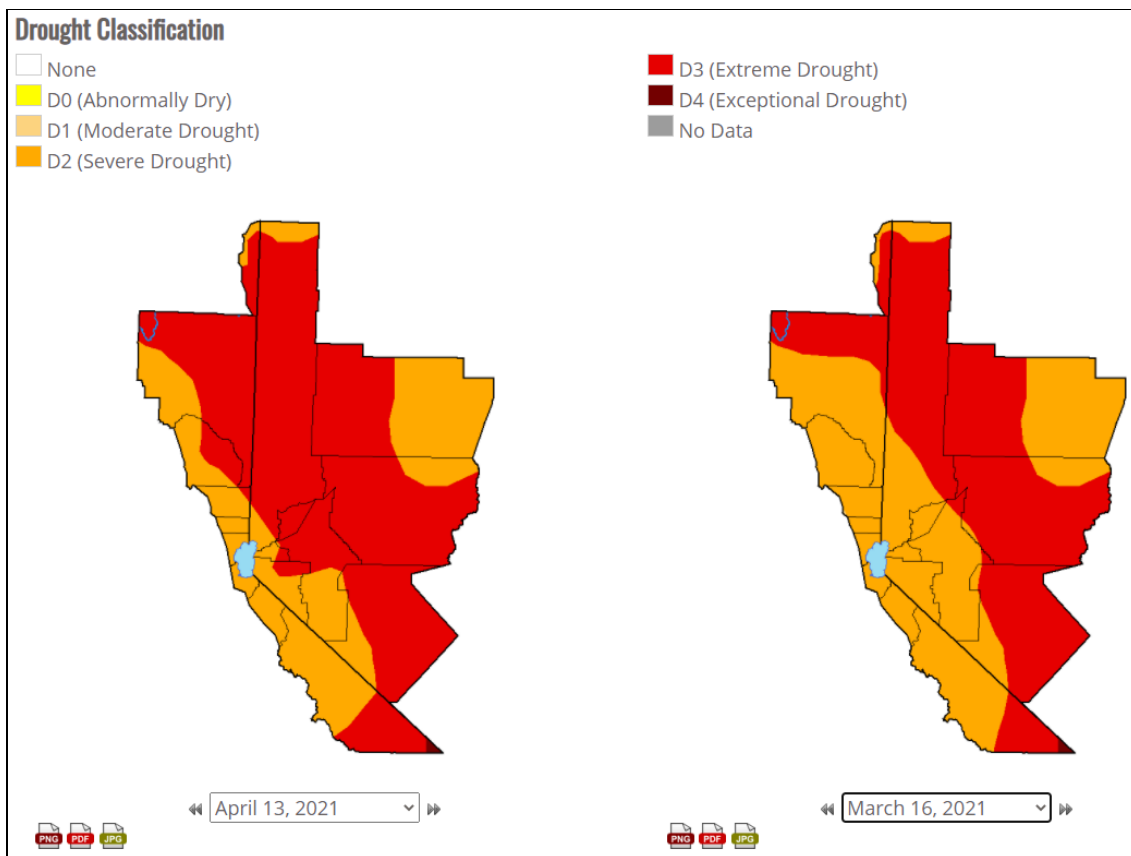 Drought Classification
None
D0 (Abnormally Dry)
D1 (Moderate Drought)
D2 (Severe Drought)
D3 (Extreme Drought)
D4 (Exceptional Drought)
No Data
April 13, 2021
PNG PDF JPG
March 16, 2021
PNG PDF JPG